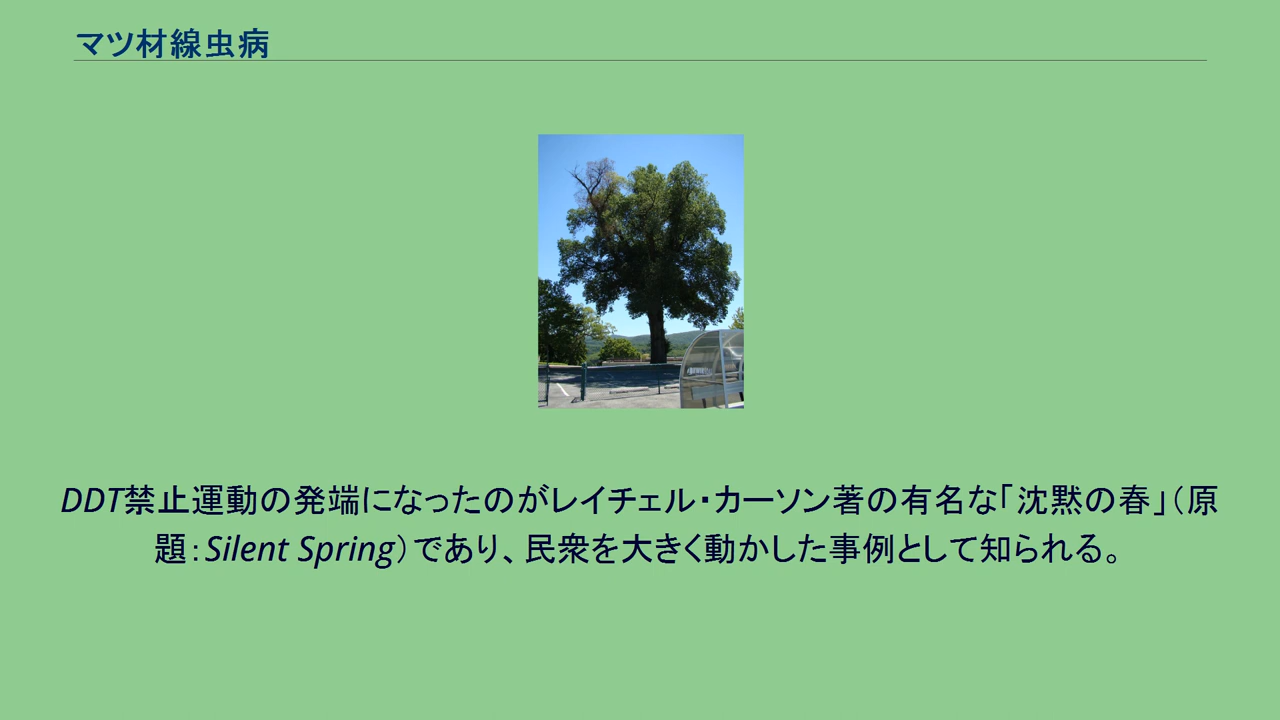 マツ材線虫病
DDT禁止運動の発端になったのがレイチェル・カーソン著の有名な「沈黙の春」（原
題：Silent Spring）であり、民衆を大きく動かした事例として知られる。